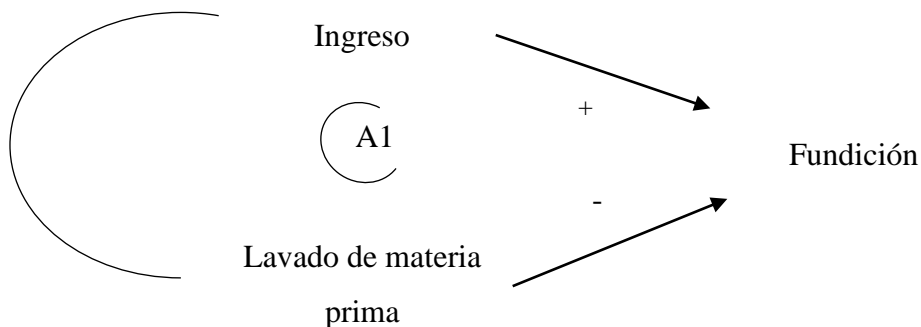 Ingreso
+
A1
Fundición
-
Lavado de materia
prima